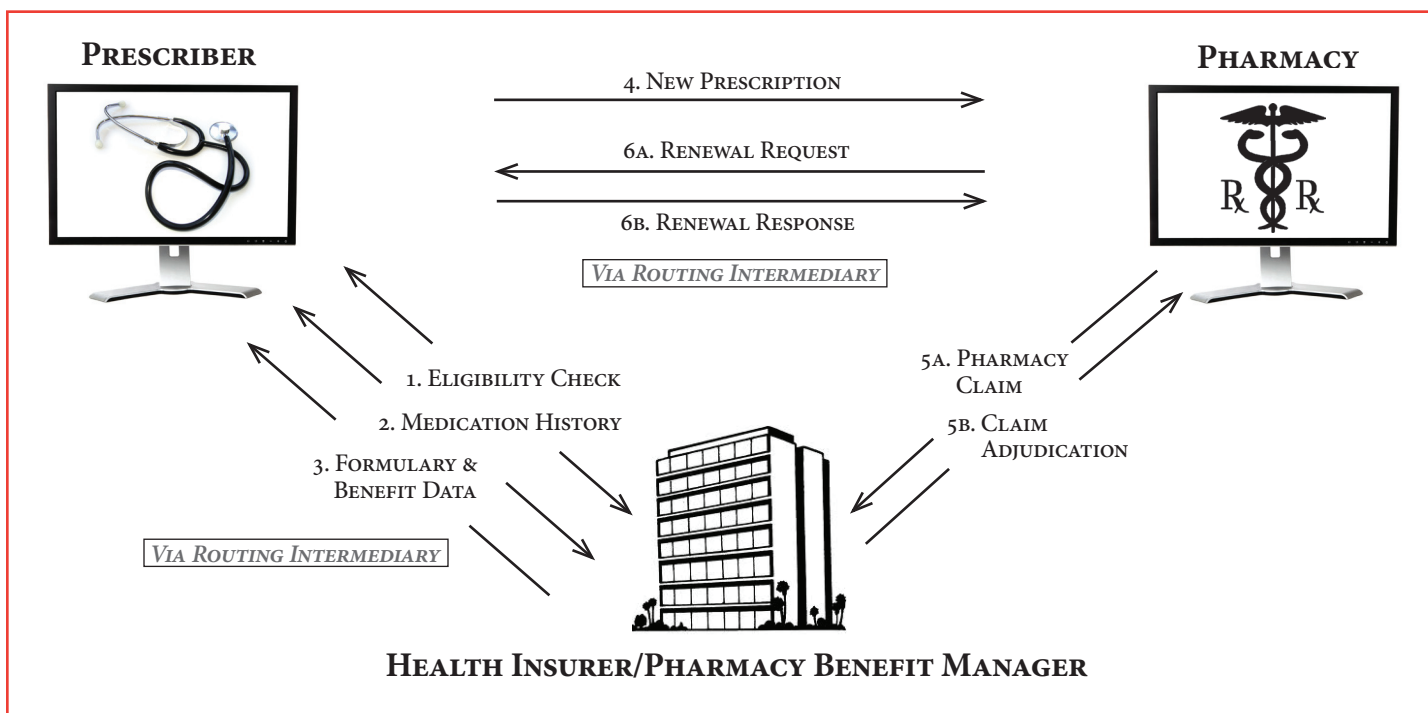 Prescriber
Pharmacy
4. New Prescription
6a. Renewal Request
6b. Renewal Response
Via Routing Intermediary
℞ ℞
1. Eligibility Check
2. Medication History
3. Formulary &
Benefit Data
Via Routing Intermediary
5a. Pharmacy
Claim
5b. Claim
Adjudication
Health Insurer/Pharmacy Benefit Manager